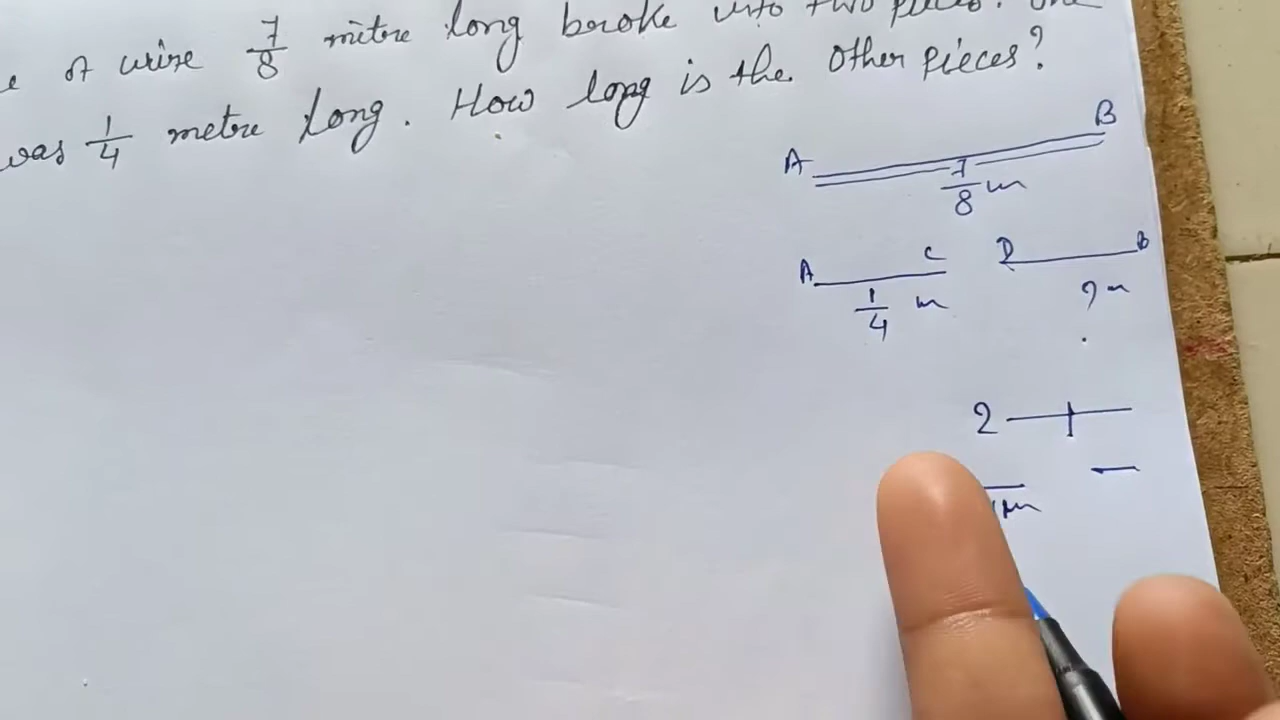 of wire 7/8 metre long broke into two pieces. One
was 1/4 metre long. How long is the other pieces?
A B
7/8 m
A C D B
1/4 m ? m
2